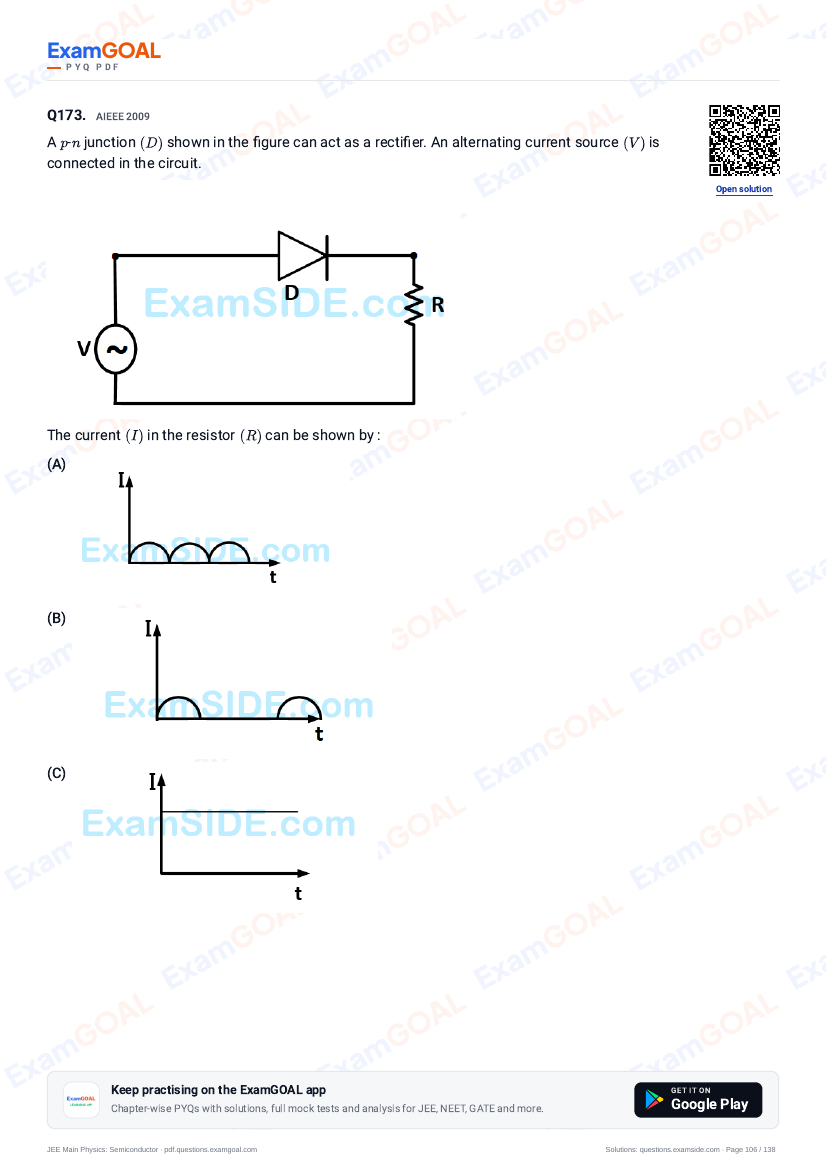 ExamGOAL
PYQ PDF
Q173. AIEEE 2009
A p-n junction (D) shown in the figure can act as a rectifier. An alternating current source (V) is
connected in the circuit.
Open solution
D
ExamSIDE.com
R
V
~
The current (I) in the resistor (R) can be shown by :
(A)
I
ExamSIDE.com
t
(B)
I
ExamSIDE.com
t
(C)
I
ExamSIDE.com
t
Keep practising on the ExamGOAL app
Chapter-wise PYQs with solutions, full mock tests and analysis for JEE, NEET, GATE and more.
ExamGOAL
GET IT ON
Google Play
JEE Main Physics: Semiconductor · pdf.questions.examgoal.com
Solutions: questions.examside.com · Page 106 / 138